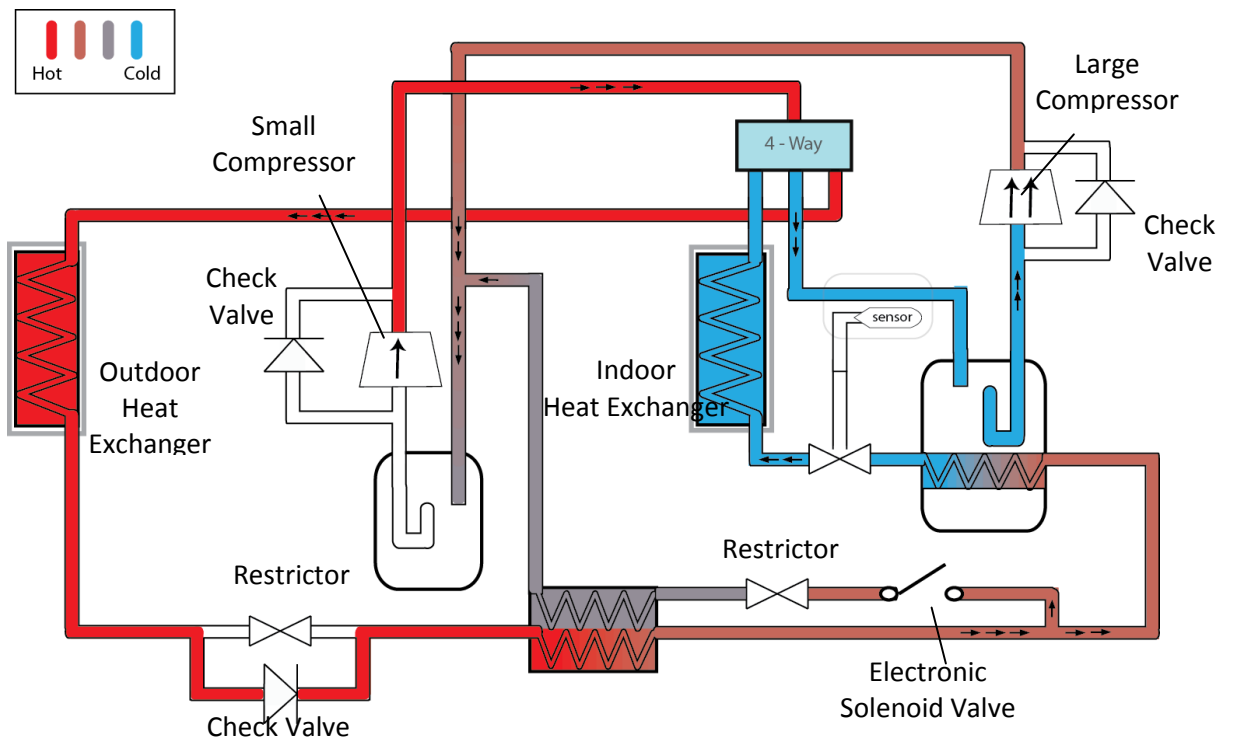 Hot
Cold
Large
Compressor
Small
Compressor
4 - Way
Check
Valve
Check
Valve
sensor
Outdoor
Heat
Exchanger
Indoor
Heat Exchanger
Restrictor
Restrictor
Electronic
Solenoid Valve
Check Valve